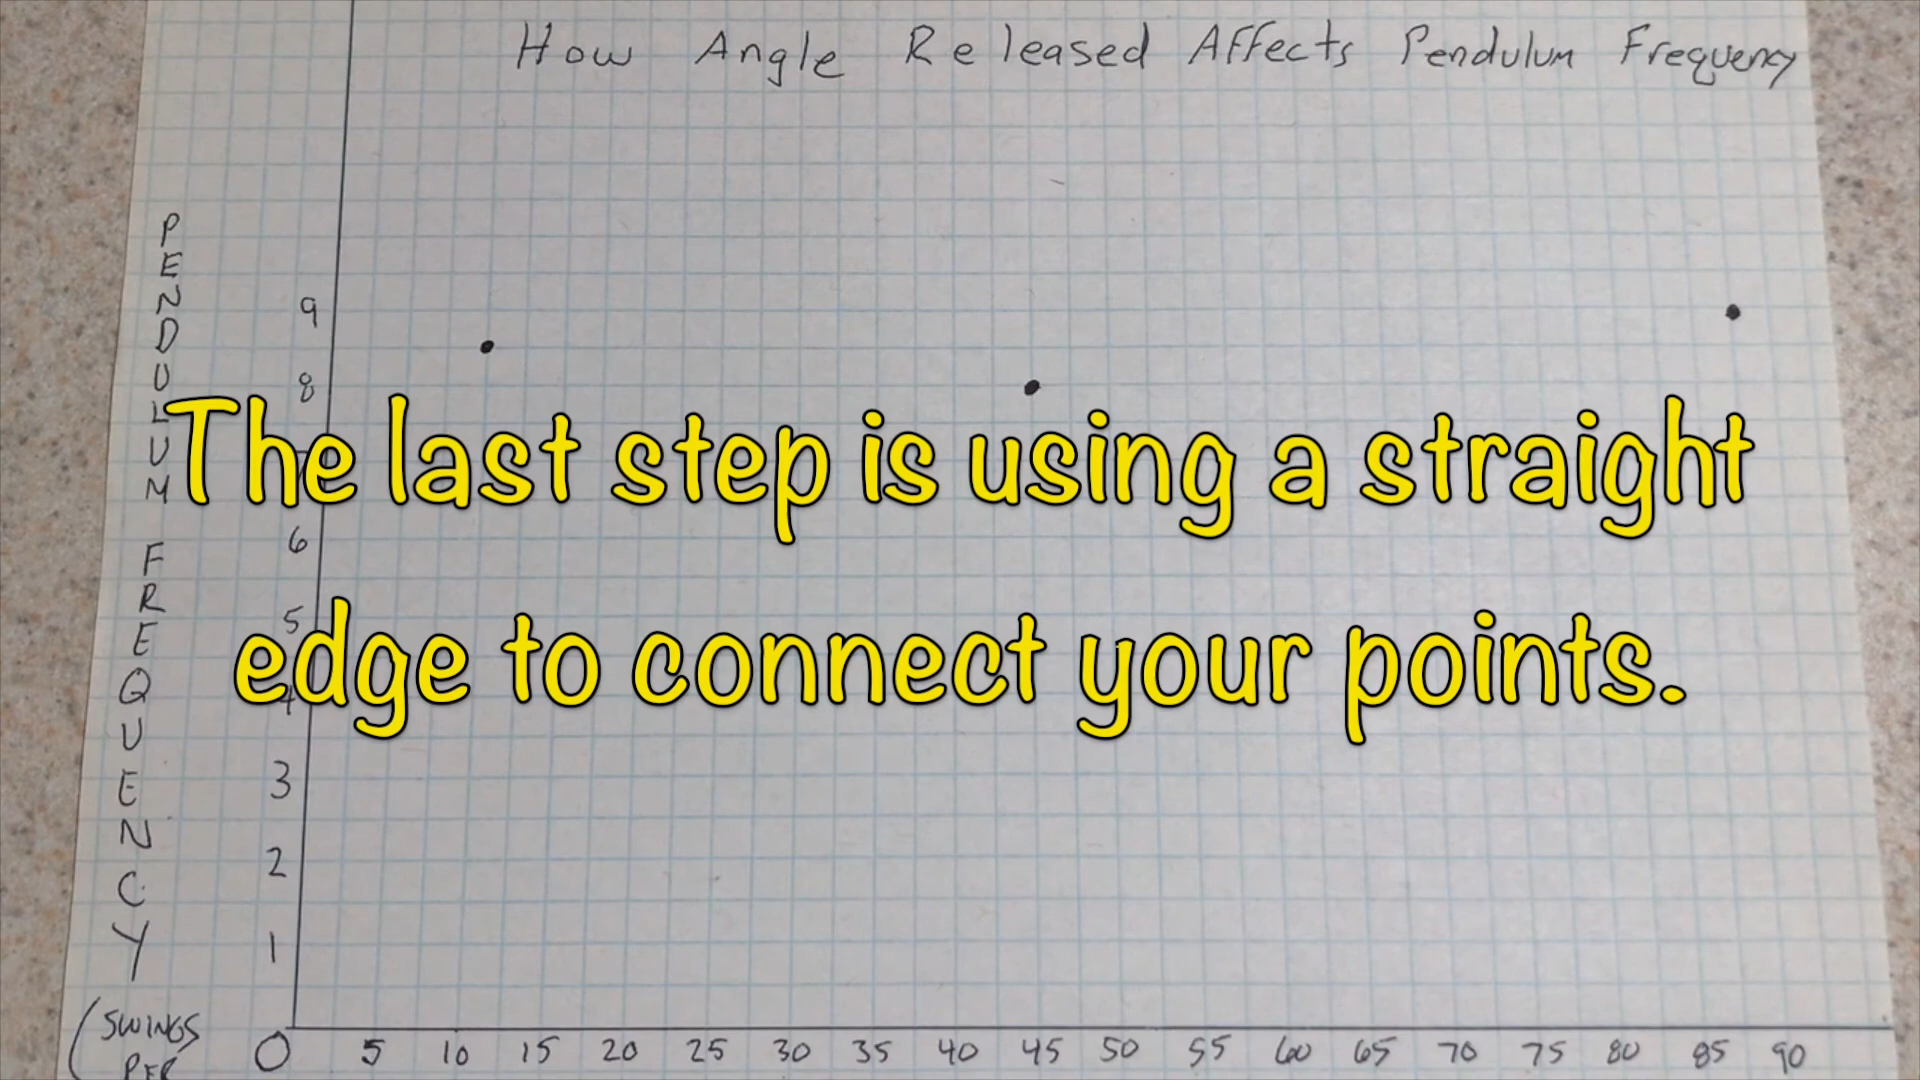 How Angle Released Affects Pendulum Frequency
PENDULUM FREQUENCY
(SWINGS
PER
9
8
6
5
4
3
2
1
0 5 10 15 20 25 30 35 40 45 50 55 60 65 70 75 80 85 90
The last step is using a straight
edge to connect your points.